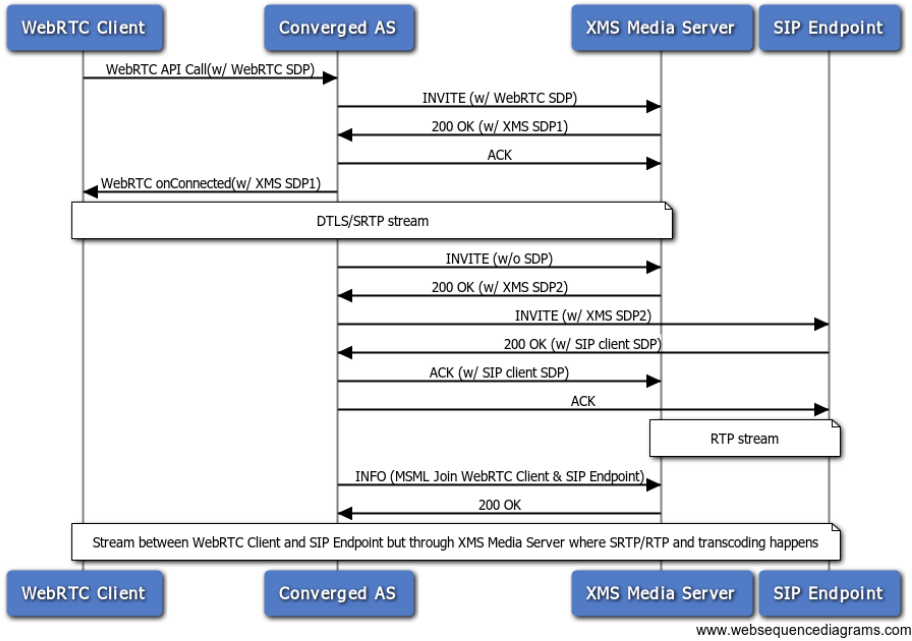 WebRTC Client
Converged AS
XMS Media Server
SIP Endpoint
WebRTC API Call(w/ WebRTC SDP)
INVITE (w/ WebRTC SDP)
200 OK (w/ XMS SDP1)
ACK
WebRTC onConnected(w/ XMS SDP1)
DTLS/SRTP stream
INVITE (w/o SDP)
200 OK (w/ XMS SDP2)
INVITE (w/ XMS SDP2)
200 OK (w/ SIP client SDP)
ACK (w/ SIP client SDP)
ACK
RTP stream
INFO (MSML Join WebRTC Client & SIP Endpoint)
200 OK
Stream between WebRTC Client and SIP Endpoint but through XMS Media Server where SRTP/RTP and transcoding happens
WebRTC Client
Converged AS
XMS Media Server
SIP Endpoint
www.websequencediagrams.com